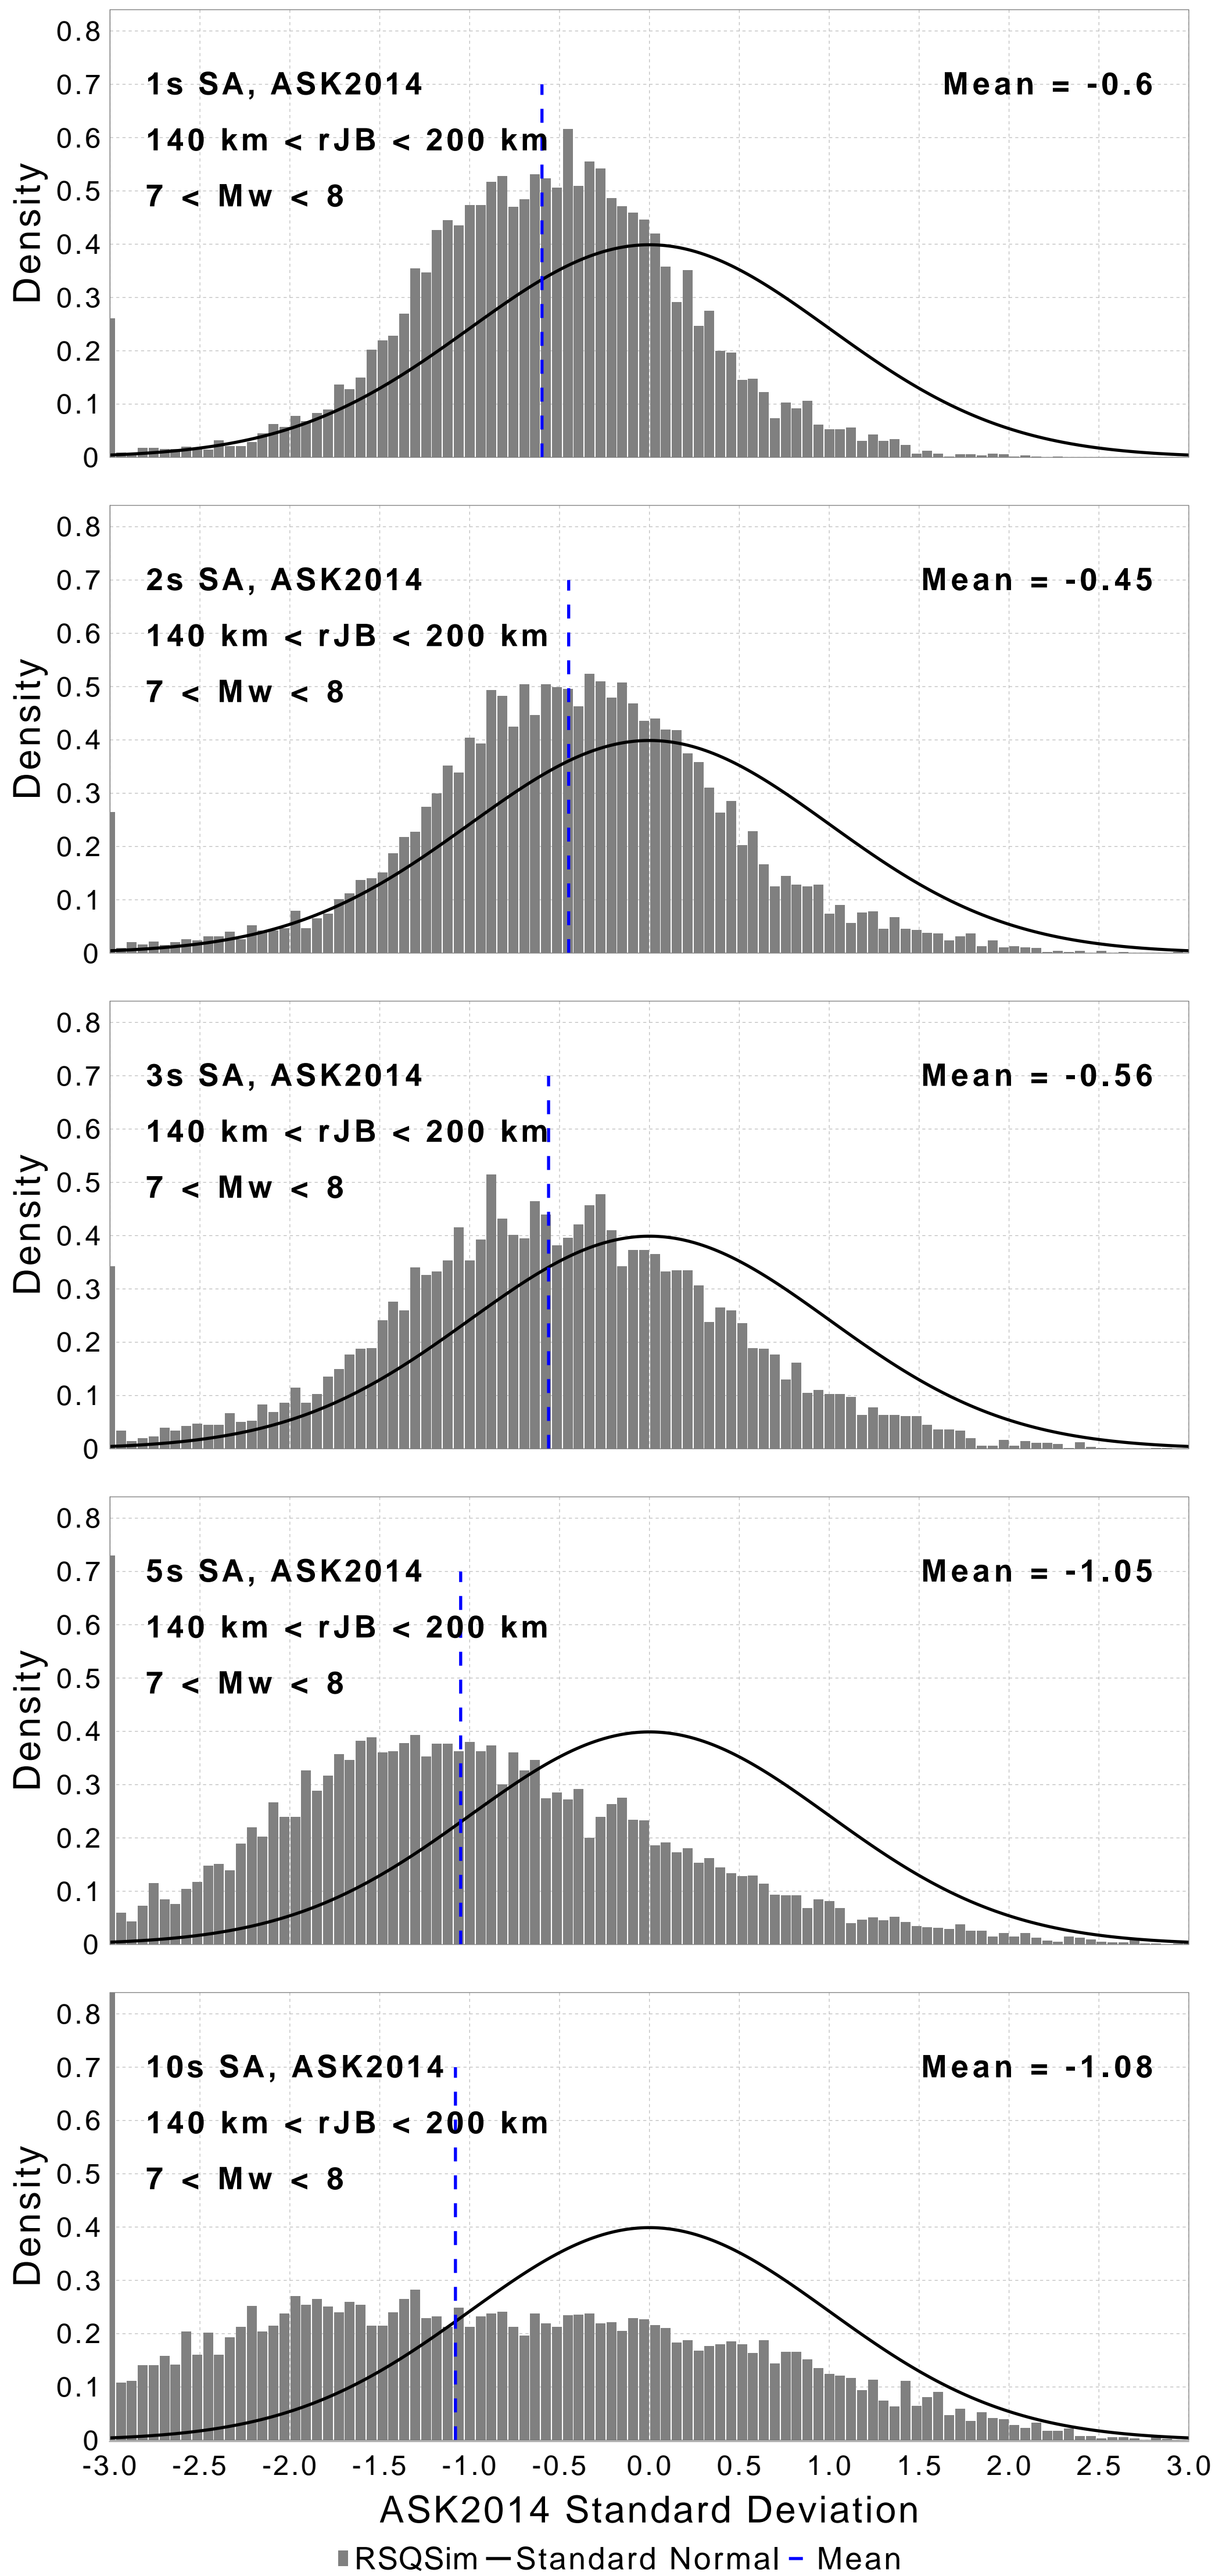 0.8
1s SA, ASK2014 Mean = -0.6
0.7
140 km < rJB < 200 km
0.6
7 < Mw < 8
0.5
0.4
0.3
0.2
0.1
0
Density
0.8
2s SA, ASK2014 Mean = -0.45
0.7
140 km < rJB < 200 km
0.6
7 < Mw < 8
0.5
0.4
0.3
0.2
0.1
0
Density
0.8
3s SA, ASK2014 Mean = -0.56
0.7
140 km < rJB < 200 km
0.6
7 < Mw < 8
0.5
0.4
0.3
0.2
0.1
0
Density
0.8
5s SA, ASK2014 Mean = -1.05
0.7
140 km < rJB < 200 km
0.6
7 < Mw < 8
0.5
0.4
0.3
0.2
0.1
0
Density
0.8
10s SA, ASK2014 Mean = -1.08
0.7
140 km < rJB < 200 km
0.6
7 < Mw < 8
0.5
0.4
0.3
0.2
0.1
0
Density
-3.0 -2.5 -2.0 -1.5 -1.0 -0.5 0.0 0.5 1.0 1.5 2.0 2.5 3.0
ASK2014 Standard Deviation
RSQSim Standard Normal Mean